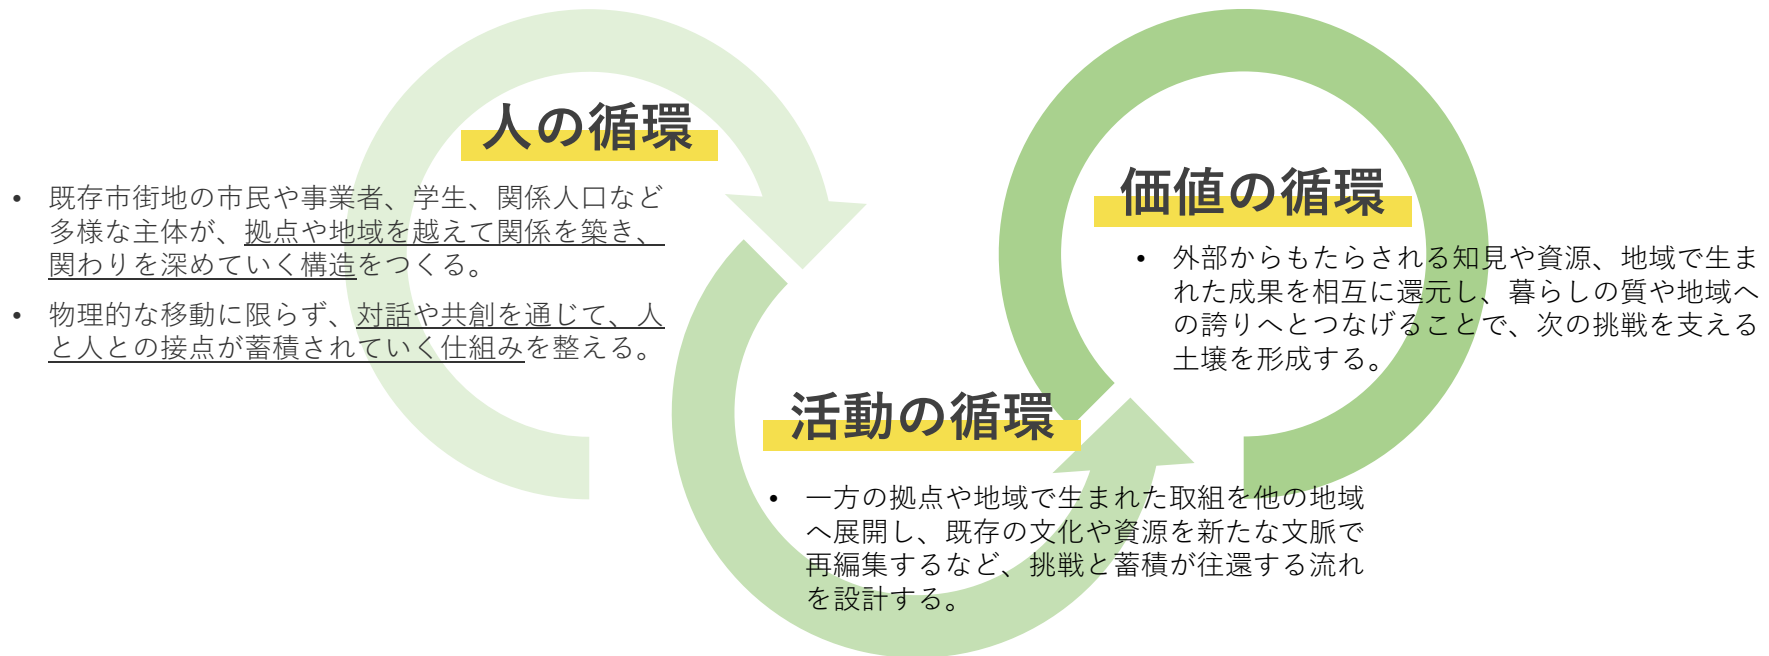 人の循環
• 既存市街地の市民や事業者、学生、関係人口など
多様な主体が、拠点や地域を越えて関係を築き、
関わりを深めていく構造をつくる。
• 物理的な移動に限らず、対話や共創を通じて、人
と人との接点が蓄積されていく仕組みを整える。
活動の循環
• 一方の拠点や地域で生まれた取組を他の地域
へ展開し、既存の文化や資源を新たな文脈で
再編集するなど、挑戦と蓄積が往還する流れ
を設計する。
価値の循環
• 外部からもたらされる知見や資源、地域で生ま
れた成果を相互に還元し、暮らしの質や地域へ
の誇りへとつなげることで、次の挑戦を支える
土壌を形成する。